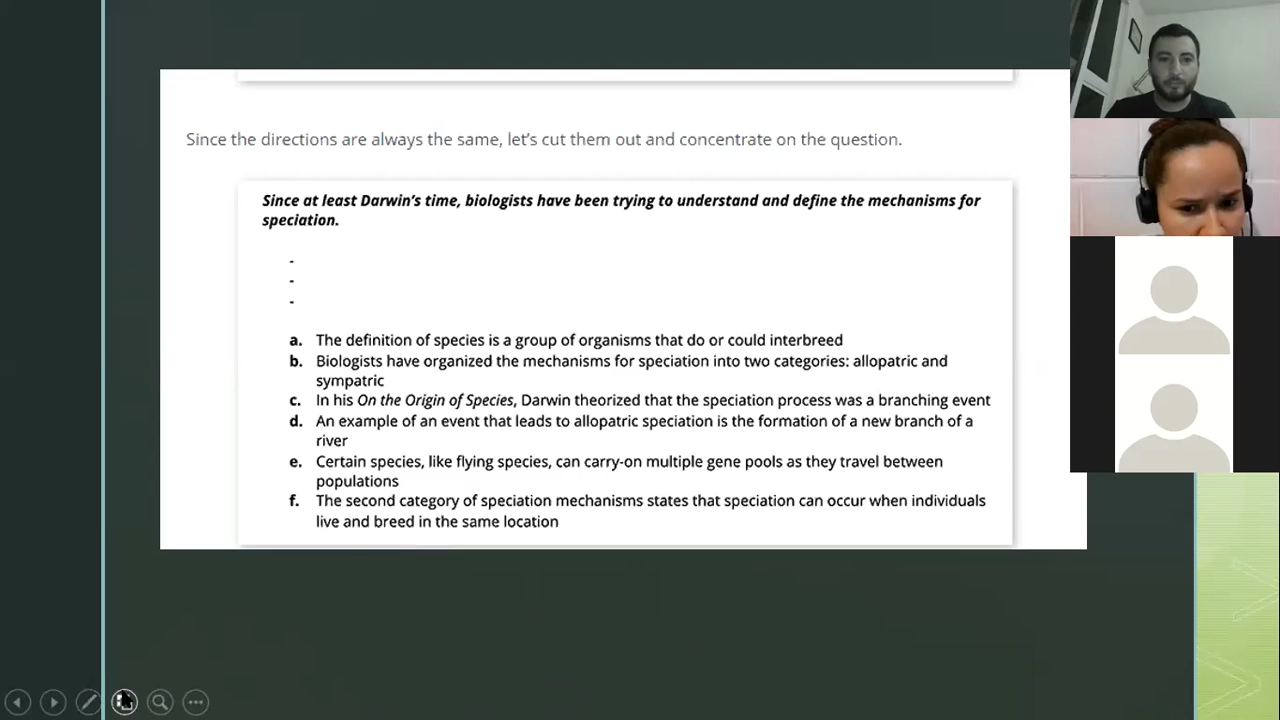 Since the directions are always the same, let's cut them out and concentrate on the question.
Since at least Darwin's time, biologists have been trying to understand and define the mechanisms for
speciation.
-
-
-
a. The definition of species is a group of organisms that do or could interbreed
b. Biologists have organized the mechanisms for speciation into two categories: allopatric and
sympatric
c. In his On the Origin of Species, Darwin theorized that the speciation process was a branching event
d. An example of an event that leads to allopatric speciation is the formation of a new branch of a
river
e. Certain species, like flying species, can carry-on multiple gene pools as they travel between
populations
f. The second category of speciation mechanisms states that speciation can occur when individuals
live and breed in the same location